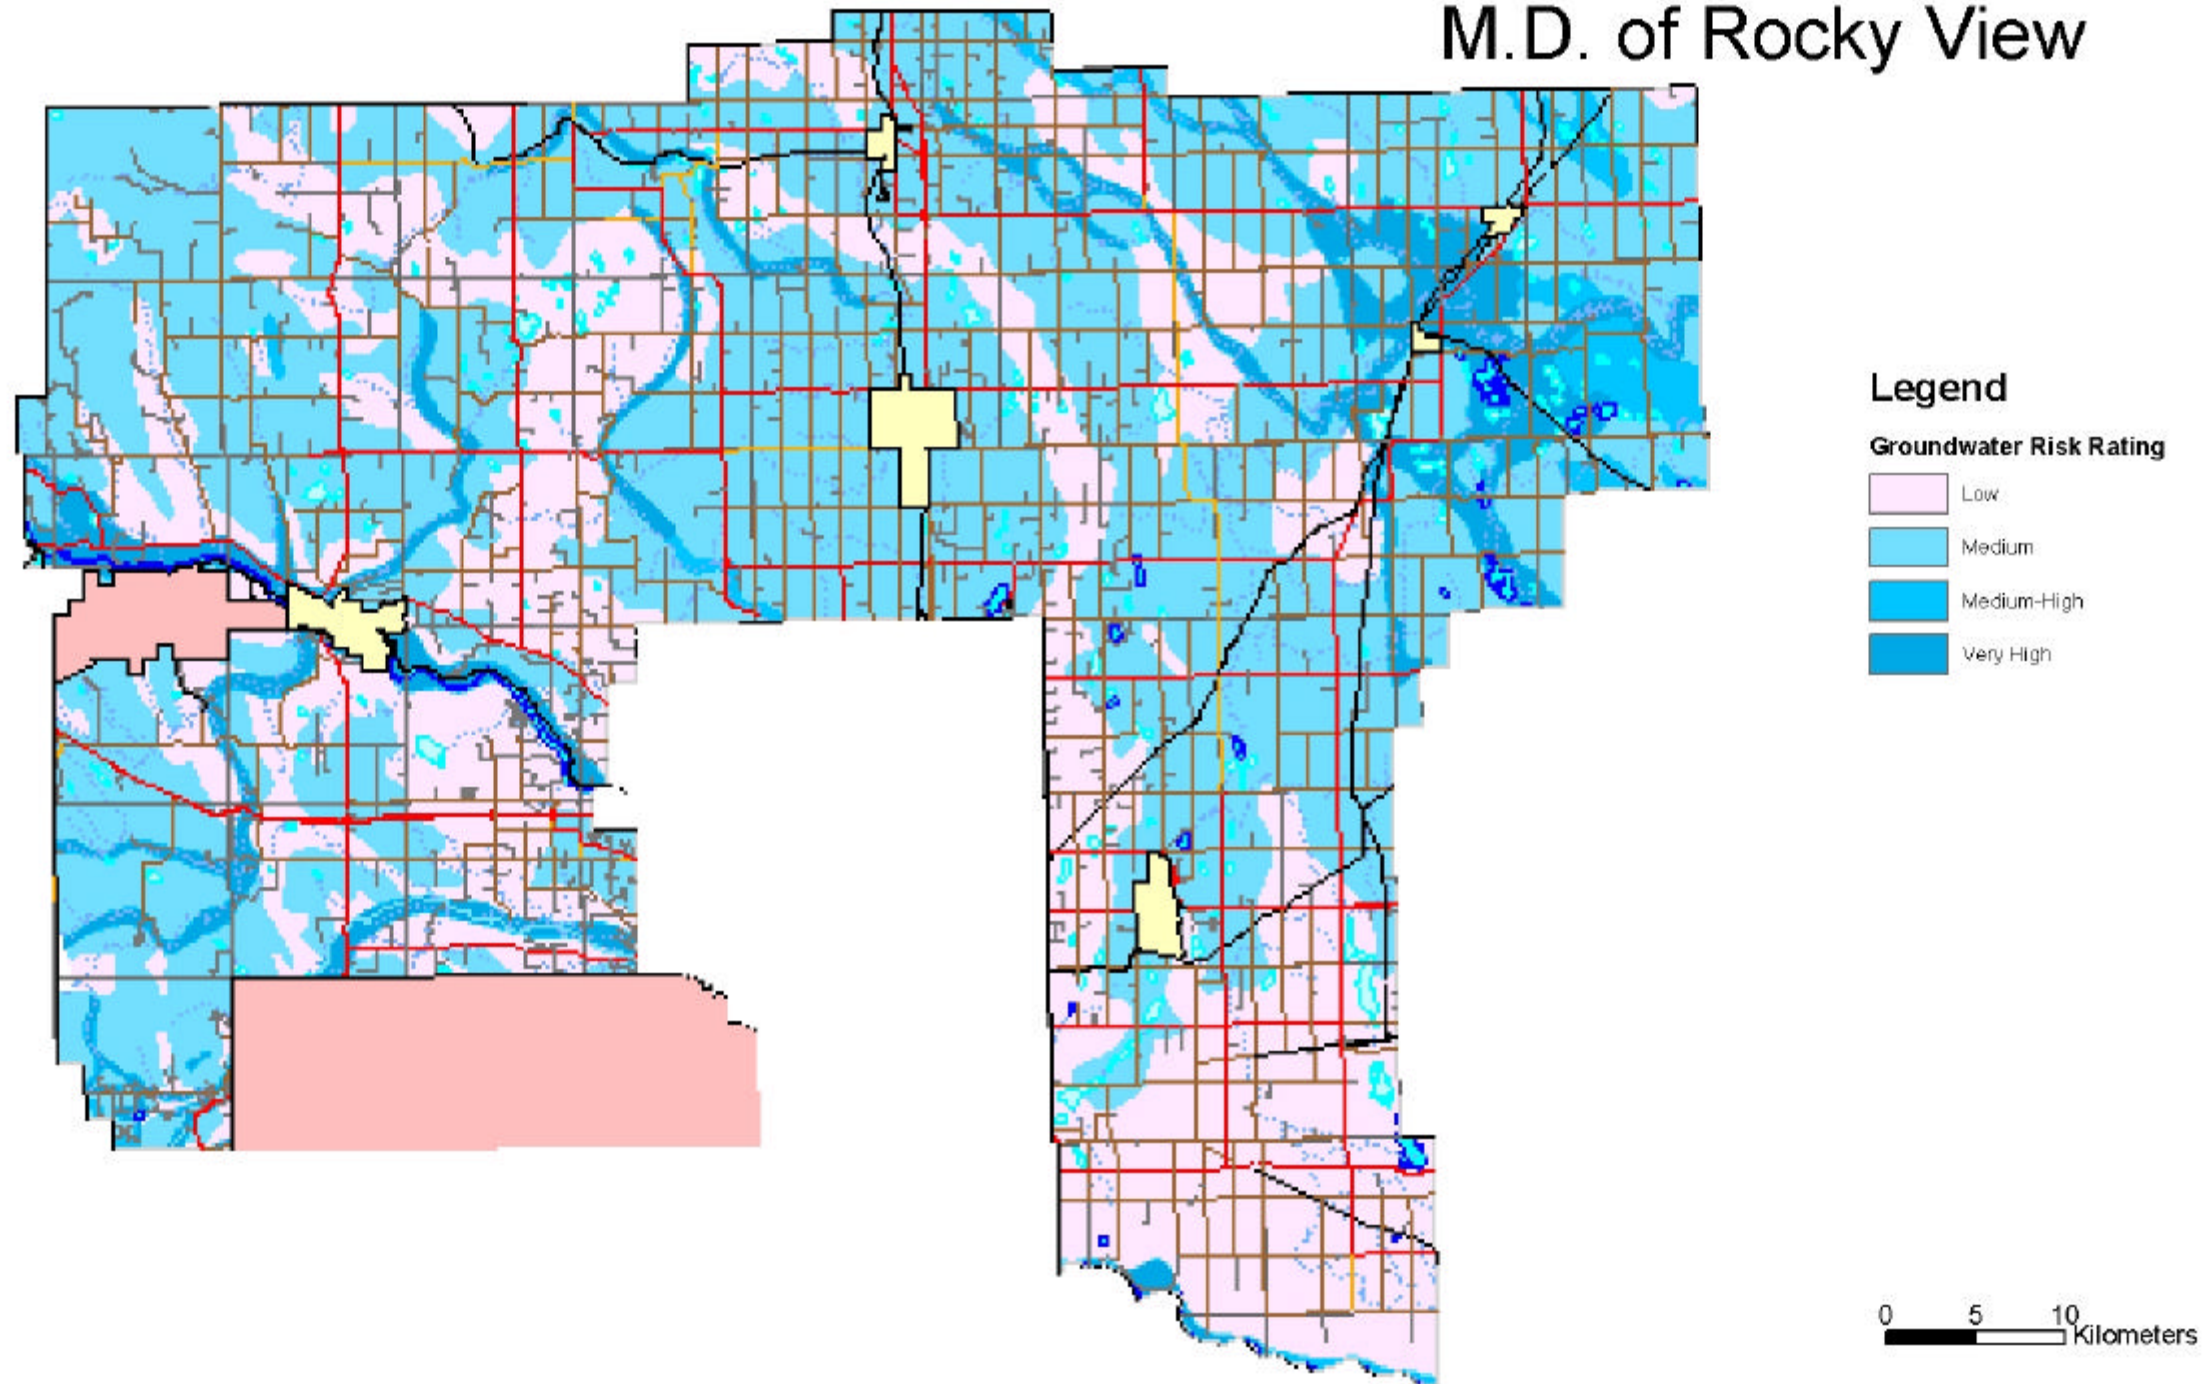 M.D. of Rocky View
Legend
Groundwater Risk Rating
Low
Medium
Medium-High
Very High
0 5 10
Kilometers